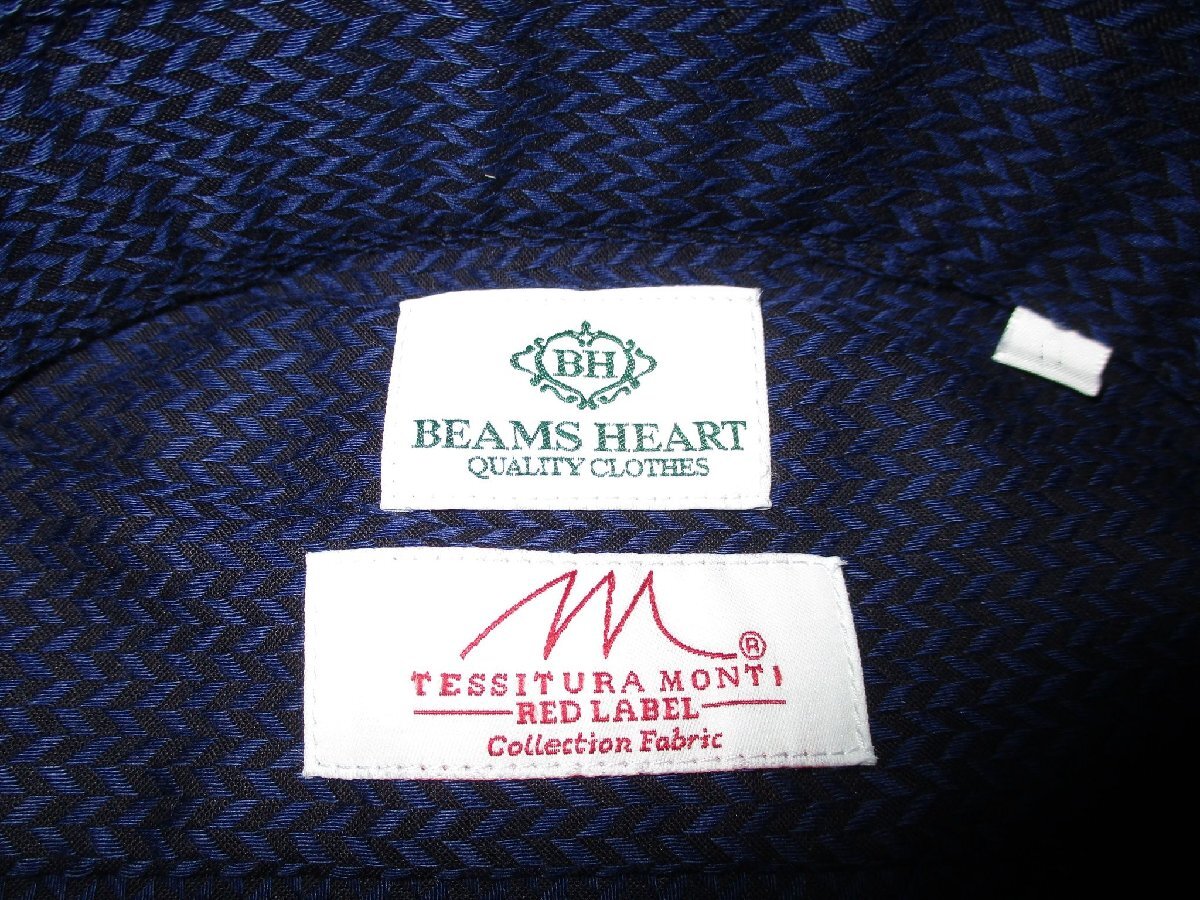 BH
BEAMS HEART
QUALITY CLOTHES
M®
TESSITURA MONTI
RED LABEL
Collection Fabric